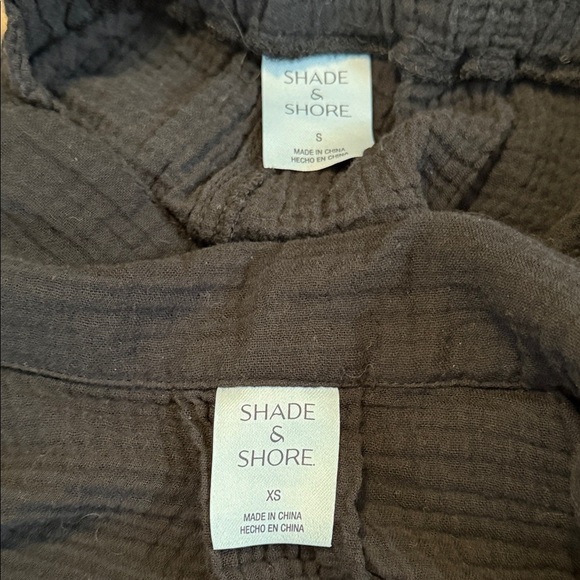 SHADE
&
SHORE
S
MADE IN CHINA
HECHO EN CHINA
SHADE
&
SHORE.
XS
MADE IN CHINA
HECHO EN CHINA